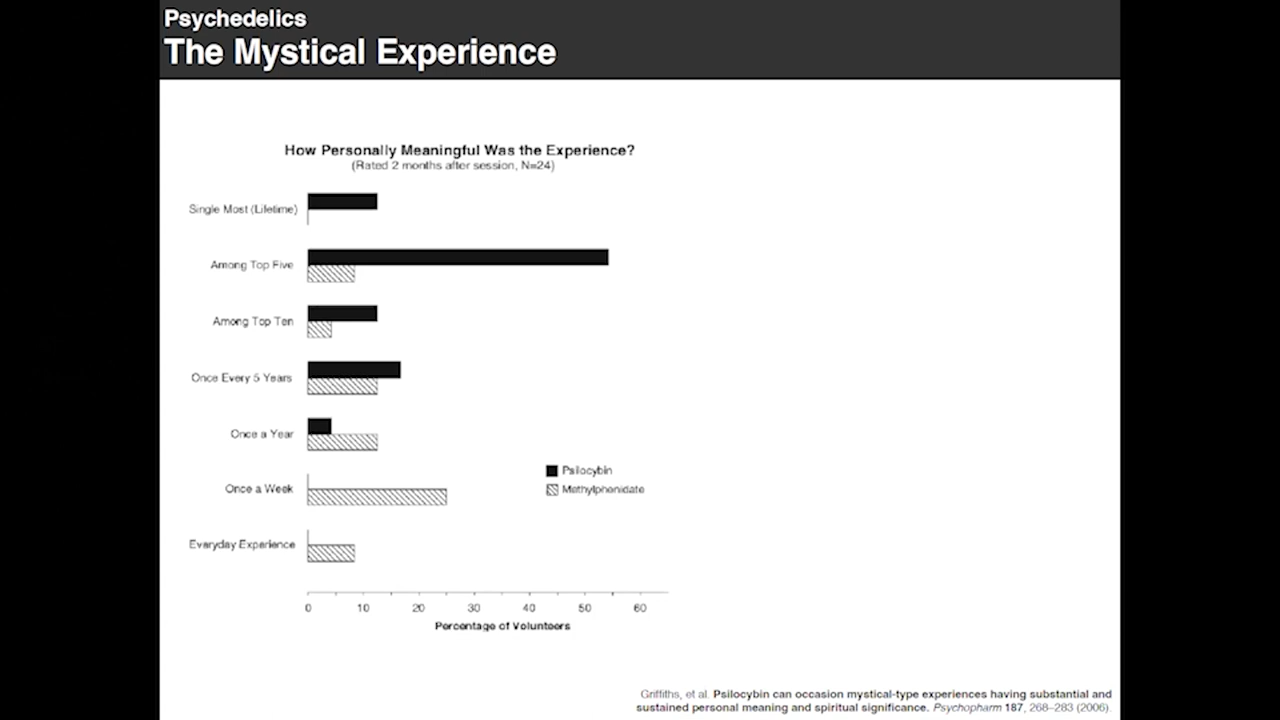 Psychedelics
The Mystical Experience
How Personally Meaningful Was the Experience?
(Rated 2 months after session, N=24)
Single Most (Lifetime)
Among Top Five
Among Top Ten
Once Every 5 Years
Once a Year
Once a Week
Everyday Experience
Psilocybin
Methylphenidate
0 10 20 30 40 50 60
Percentage of Volunteers
Griffiths, et al. Psilocybin can occasion mystical-type experiences having substantial and
sustained personal meaning and spiritual significance. Psychopharm 187, 268–283 (2006).